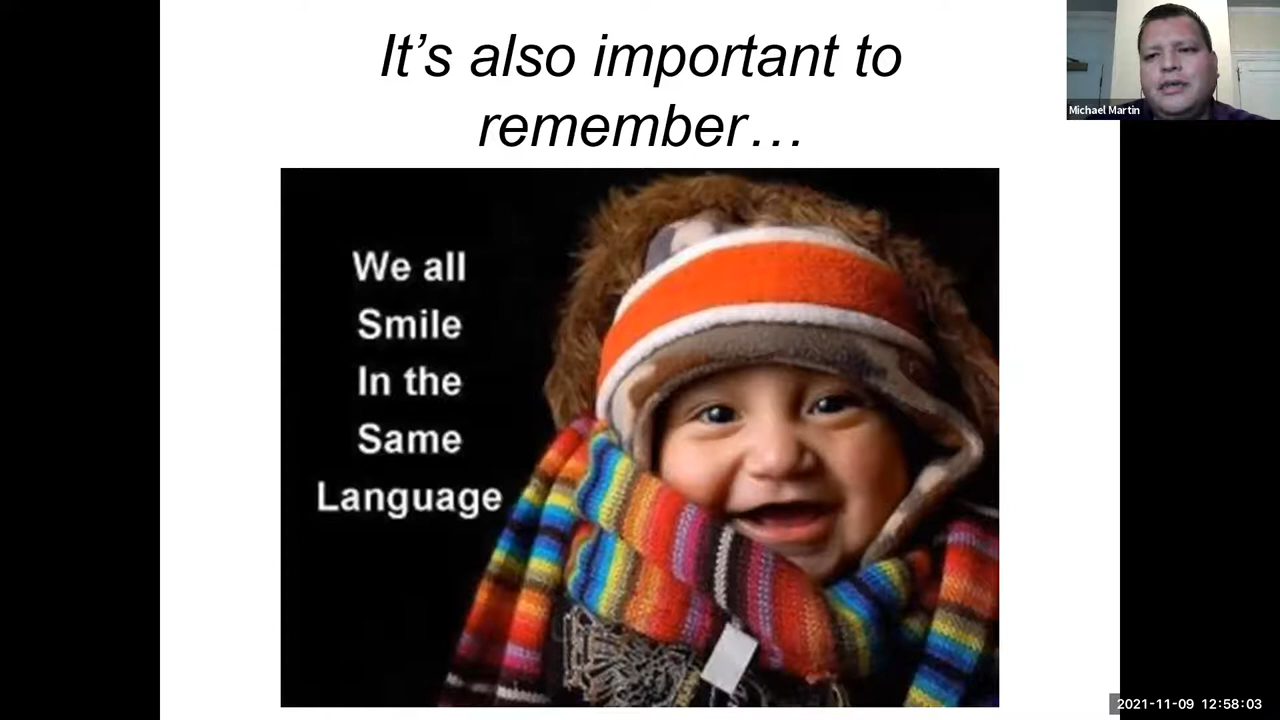 It’s also important to
remember…
We all
Smile
In the
Same
Language
Michael Martin
2021-11-09 12:58:03